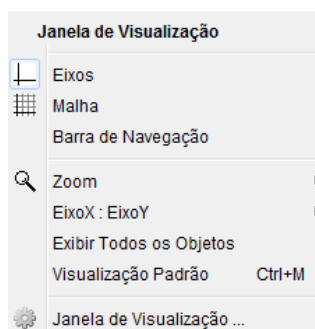 Janela de Visualização
Eixos
Malha
Barra de Navegação
Zoom
EixoX : EixoY
Exibir Todos os Objetos
Visualização Padrão Ctrl+M
Janela de Visualização ...